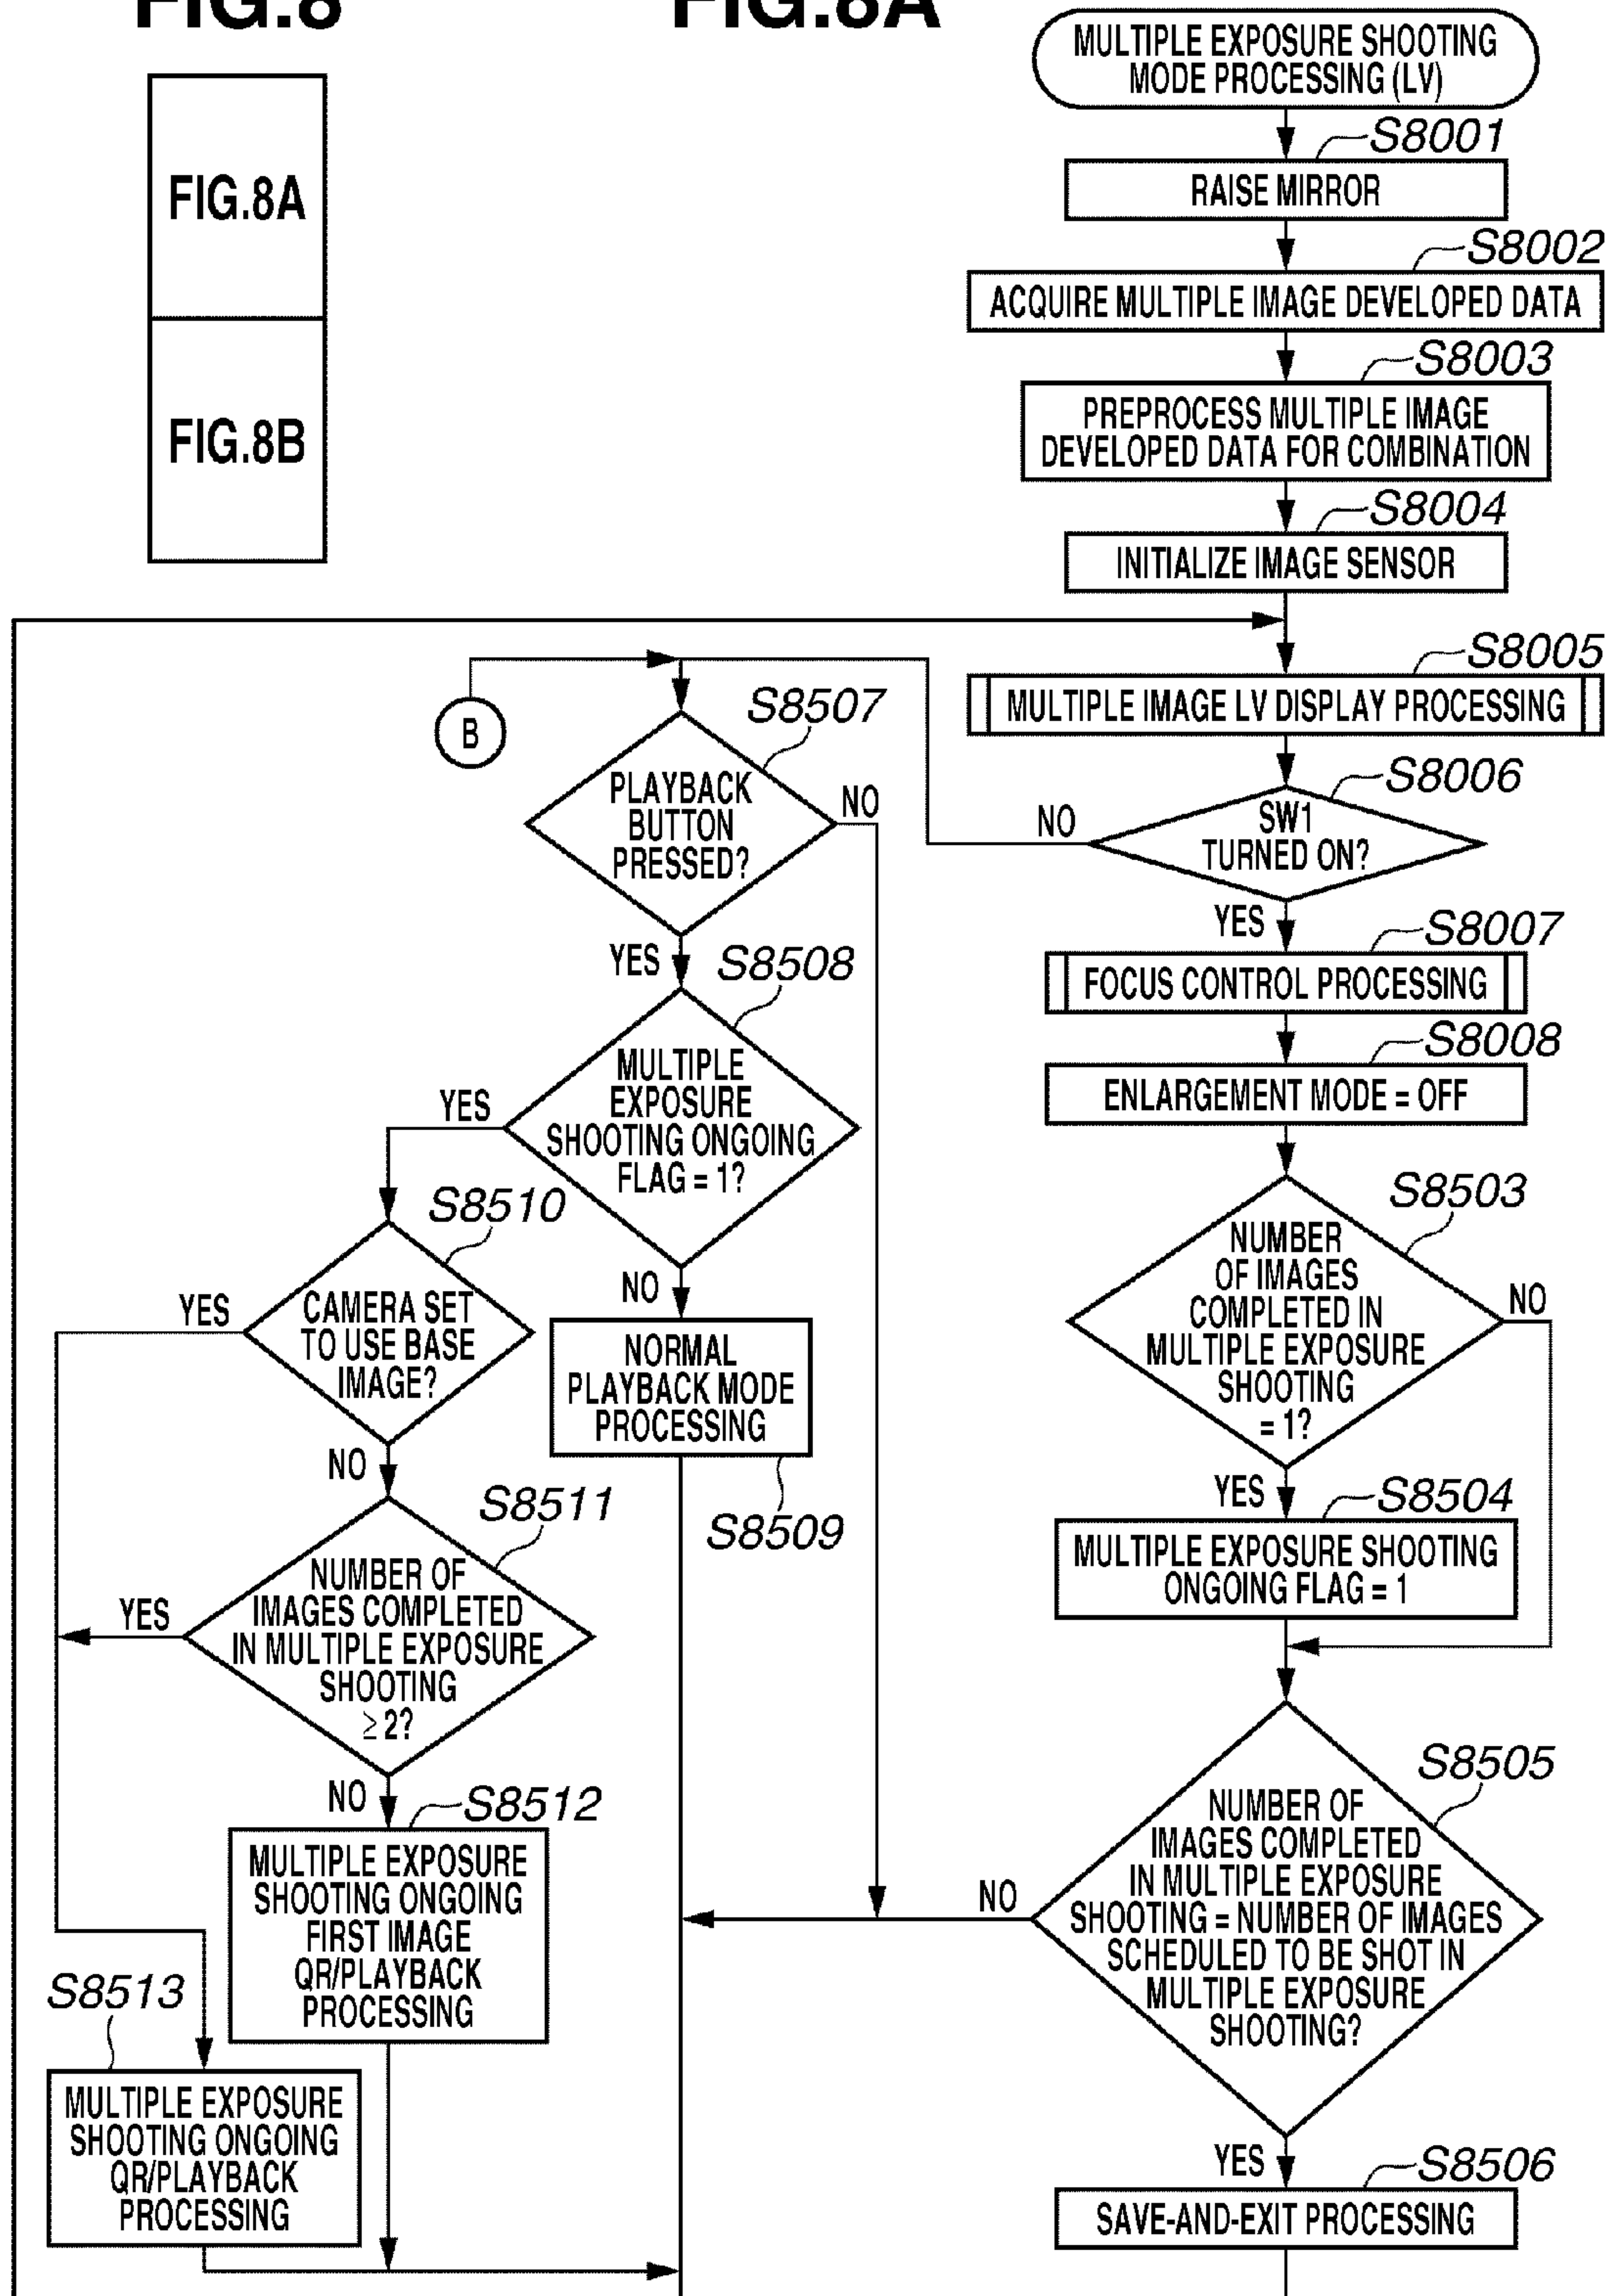 FIG.8
FIG.8A
FIG.8A
FIG.8B
MULTIPLE EXPOSURE SHOOTING
MODE PROCESSING (LV)
S8001
RAISE MIRROR
S8002
ACQUIRE MULTIPLE IMAGE DEVELOPED DATA
S8003
PREPROCESS MULTIPLE IMAGE
DEVELOPED DATA FOR COMBINATION
S8004
INITIALIZE IMAGE SENSOR
S8005
MULTIPLE IMAGE LV DISPLAY PROCESSING
S8006
SW1
TURNED ON?
NO
YES
S8007
FOCUS CONTROL PROCESSING
S8008
ENLARGEMENT MODE = OFF
S8503
NUMBER
OF IMAGES
COMPLETED IN
MULTIPLE EXPOSURE
SHOOTING
= 1?
NO
YES
S8504
MULTIPLE EXPOSURE SHOOTING
ONGOING FLAG = 1
S8505
NUMBER OF
IMAGES COMPLETED
IN MULTIPLE EXPOSURE
SHOOTING = NUMBER OF IMAGES
SCHEDULED TO BE SHOT IN
MULTIPLE EXPOSURE
SHOOTING?
NO
YES
S8506
SAVE-AND-EXIT PROCESSING
B
S8507
PLAYBACK
BUTTON
PRESSED?
NO
YES
S8508
MULTIPLE
EXPOSURE
SHOOTING ONGOING
FLAG = 1?
YES
NO
NORMAL
PLAYBACK MODE
PROCESSING
S8509
S8510
CAMERA SET
TO USE BASE
IMAGE?
YES
NO
S8511
NUMBER OF
IMAGES COMPLETED
IN MULTIPLE EXPOSURE
SHOOTING
≥ 2?
YES
NO
S8512
MULTIPLE EXPOSURE
SHOOTING ONGOING
FIRST IMAGE
QR/PLAYBACK
PROCESSING
S8513
MULTIPLE EXPOSURE
SHOOTING ONGOING
QR/PLAYBACK
PROCESSING